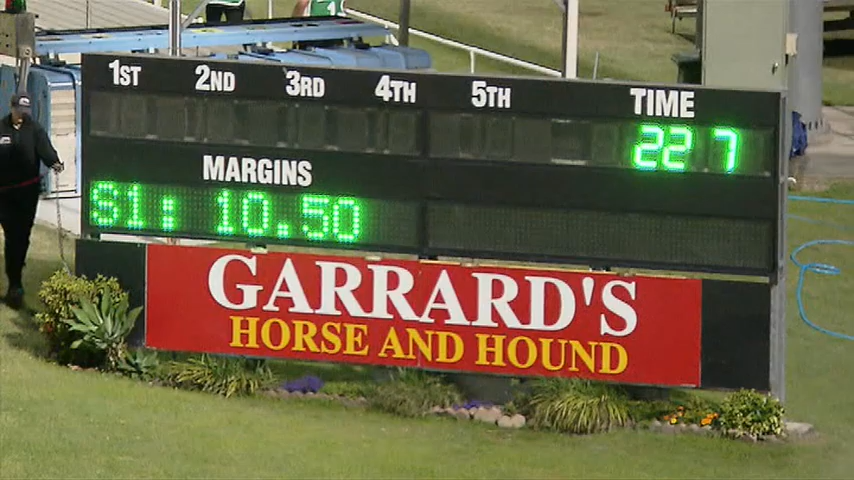 1ST 2ND 3RD 4TH 5TH TIME
22 7
MARGINS
S1: 10.50
GARRARD'S
HORSE AND HOUND